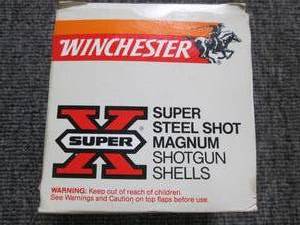 WINCHESTER
SUPER X
®
SUPER
STEEL SHOT
MAGNUM
SHOTGUN
SHELLS
WARNING: Keep out of reach of children.
See Warnings and Caution on top flaps before use.